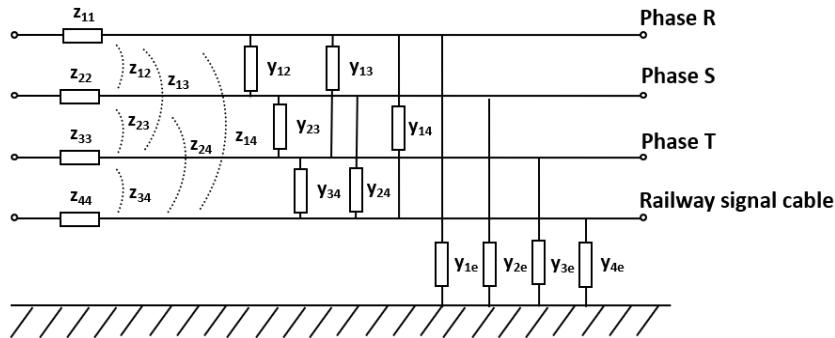 z11
Phase R
z12
z13
y12
y13
z22
Phase S
z23
z24
z14
y23
y14
z33
Phase T
z34
y34
y24
z44
Railway signal cable
y1e
y2e
y3e
y4e